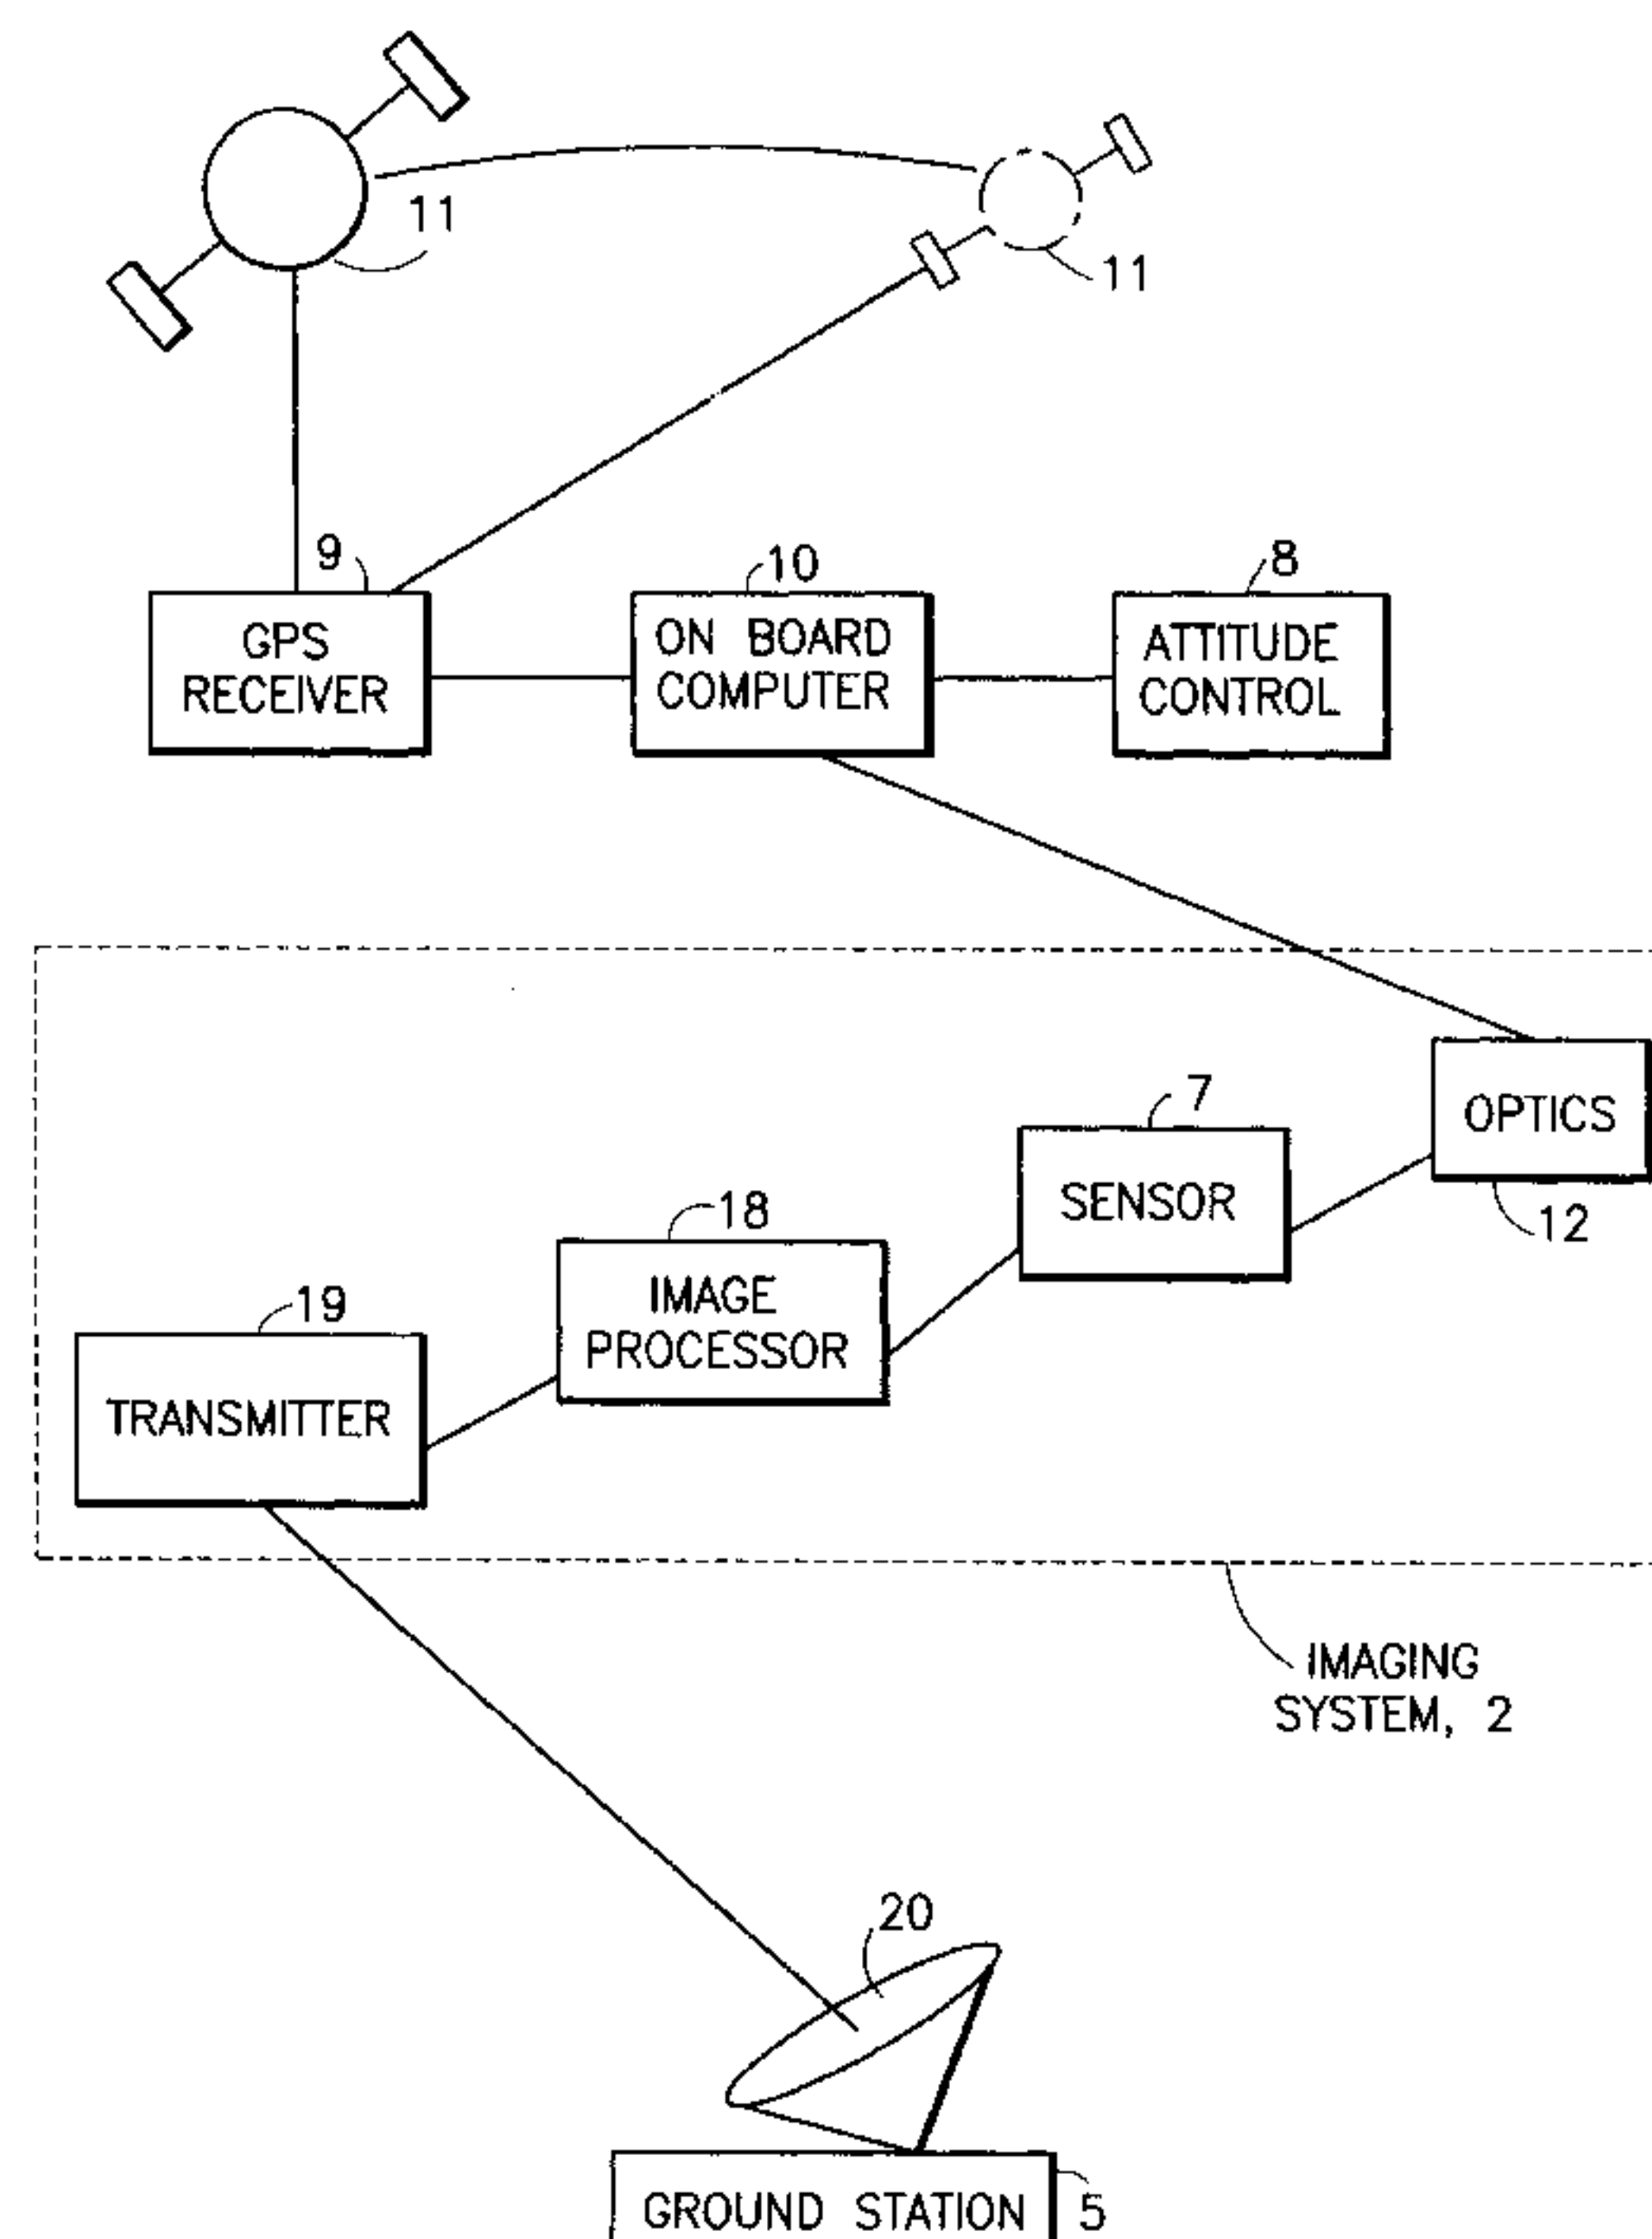 11
11
9
10
8
GPS
RECEIVER
ON BOARD
COMPUTER
ATTITUDE
CONTROL
7
OPTICS
SENSOR
12
18
IMAGE
PROCESSOR
19
TRANSMITTER
IMAGING
SYSTEM, 2
20
GROUND STATION
5